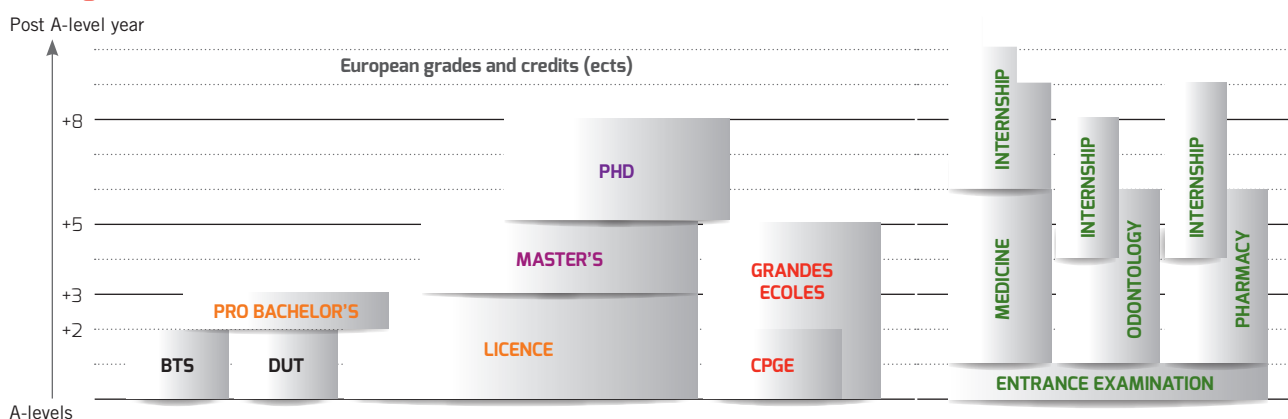 Post A-level year
European grades and credits (ects)
+8
+5
+3
+2
A-levels
BTS
DUT
PRO BACHELOR'S
LICENCE
MASTER'S
PHD
GRANDES
ECOLES
CPGE
INTERNSHIP
MEDICINE
INTERNSHIP
ODONTOLOGY
INTERNSHIP
PHARMACY
ENTRANCE EXAMINATION